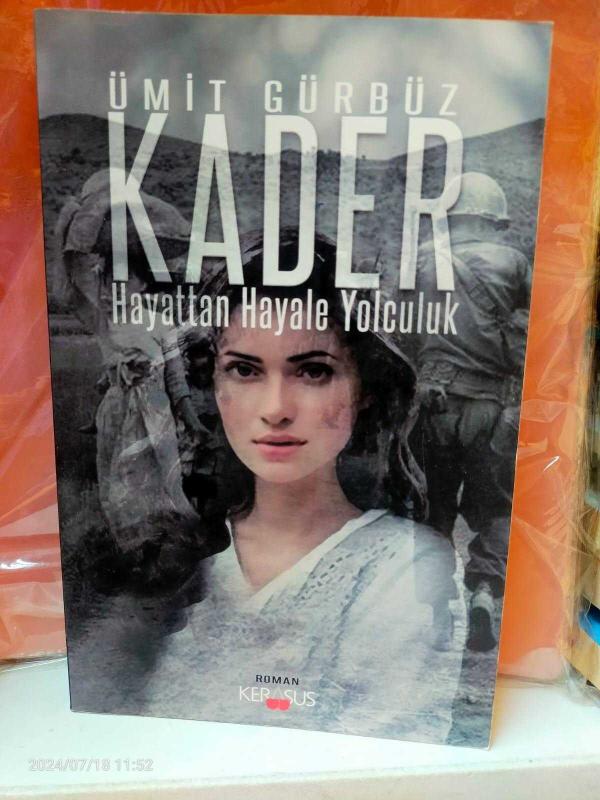 ÜMİT GÜRBÜZ
KADER
Hayattan Hayale Yolculuk
ROMAN
KERASUS
2024/07/18 11:52